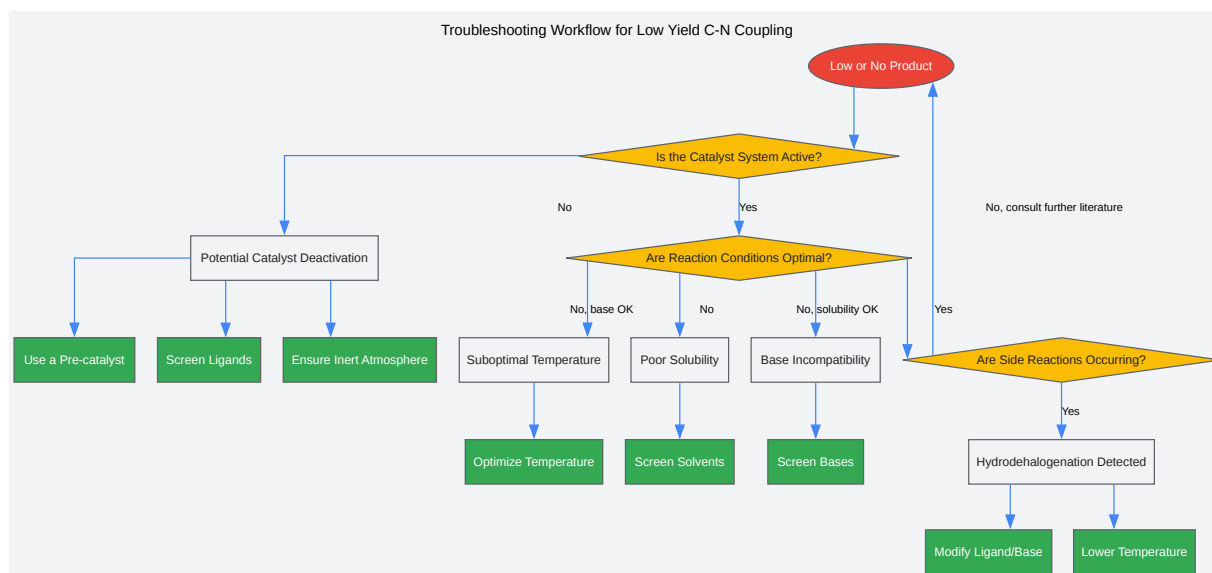 Troubleshooting Workflow for Low Yield C-N Coupling
Low or No Product
Is the Catalyst System Active?
No
Yes
No, consult further literature
Potential Catalyst Deactivation
Are Reaction Conditions Optimal?
No, base OK
No
No, solubility OK
Yes
Use a Pre-catalyst
Screen Ligands
Ensure Inert Atmosphere
Suboptimal Temperature
Poor Solubility
Base Incompatibility
Are Side Reactions Occurring?
Yes
Optimize Temperature
Screen Solvents
Screen Bases
Hydrodehalogenation Detected
Modify Ligand/Base
Lower Temperature